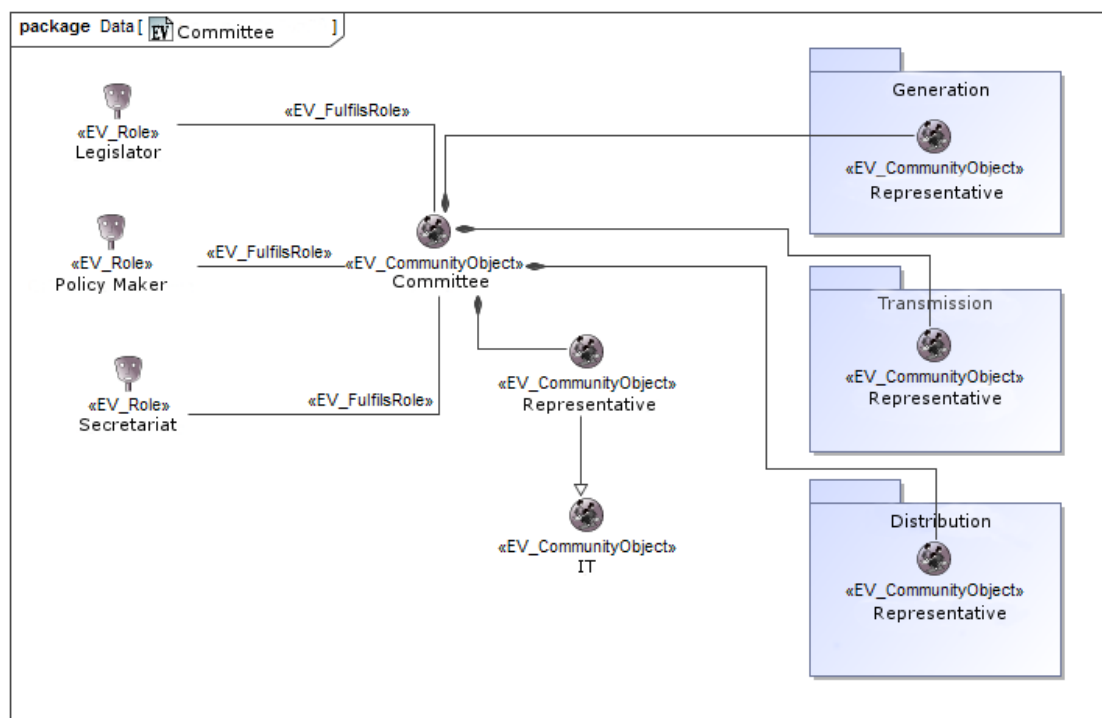 package Data [ EV Committee ]
«EV_Role»
Legislator
«EV_FulfilsRole»
«EV_Role»
Policy Maker
«EV_FulfilsRole»
«EV_Role»
Secretariat
«EV_FulfilsRole»
«EV_CommunityObject»
Committee
«EV_CommunityObject»
Representative
«EV_CommunityObject»
IT
Generation
«EV_CommunityObject»
Representative
Transmission
«EV_CommunityObject»
Representative
Distribution
«EV_CommunityObject»
Representative